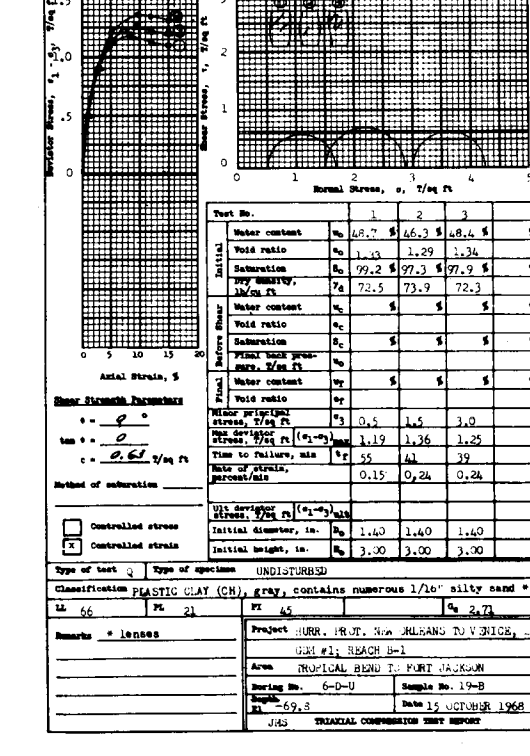 1.0
.5
0
0 5 10 15 20
Axial Strain, %
Deviator Stress, σ1 - σ3, T/sq ft
Shear Stress, τ, T/sq ft
3
2
1
0
0 1 2 3 4 5
Normal Stress, σ, T/sq ft
Test No. 1 2 3
Initial
Water content wo 48.7 % 46.3 % 48.4 % %
Void ratio eo 1.33 1.29 1.34
Saturation So 99.2 % 97.3 % 97.9 % %
Dry density, lb/cu ft γd 72.5 73.9 72.3
Before Shear
Water content wc % % % %
Void ratio ec
Saturation Sc % % % %
Final back pressure, T/sq ft uo
Final
Water content wf % % % %
Void ratio ef
Minor principal stress, T/sq ft σ3 0.5 1.5 3.0
Max deviator stress, T/sq ft (σ1-σ3)max 1.19 1.36 1.25
Time to failure, min tf 55 41 39
Rate of strain, percent/min 0.15 0,24 0.24
Ult deviator stress, T/sq ft (σ1-σ3)ult
Initial diameter, in. Do 1.40 1.40 1.40
Initial height, in. Ho 3.00 3.00 3.00
Shear Strength Parameters
φ = 0 °
tan φ = 0
c = 0.63 T/sq ft
Method of saturation
Controlled stress
X Controlled strain
Type of test Q Type of specimen UNDISTURBED
Classification PLASTIC CLAY (CH), gray, contains numerous 1/16" silty sand *
LL 66 PL 21 PI 45 Gs 2.71
Remarks * lenses
Project HURR. PROT. NEW ORLEANS TO VENICE,
GDM #1; REACH B-1
Area TROPICAL BEND TO FORT JACKSON
Boring No. 6-D-U Sample No. 19-B
Depth El -69.8 Date 15 OCTOBER 1968
JHS TRIAXIAL COMPRESSION TEST REPORT